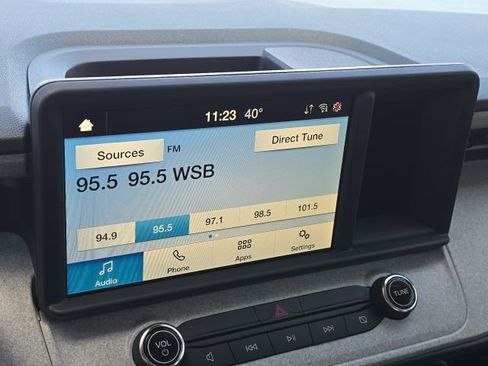 11:23 40°
Sources FM Direct Tune
95.5 95.5 WSB
94.9 95.5 97.1 98.5 101.5
Audio Phone Apps Settings
VOL TUNE